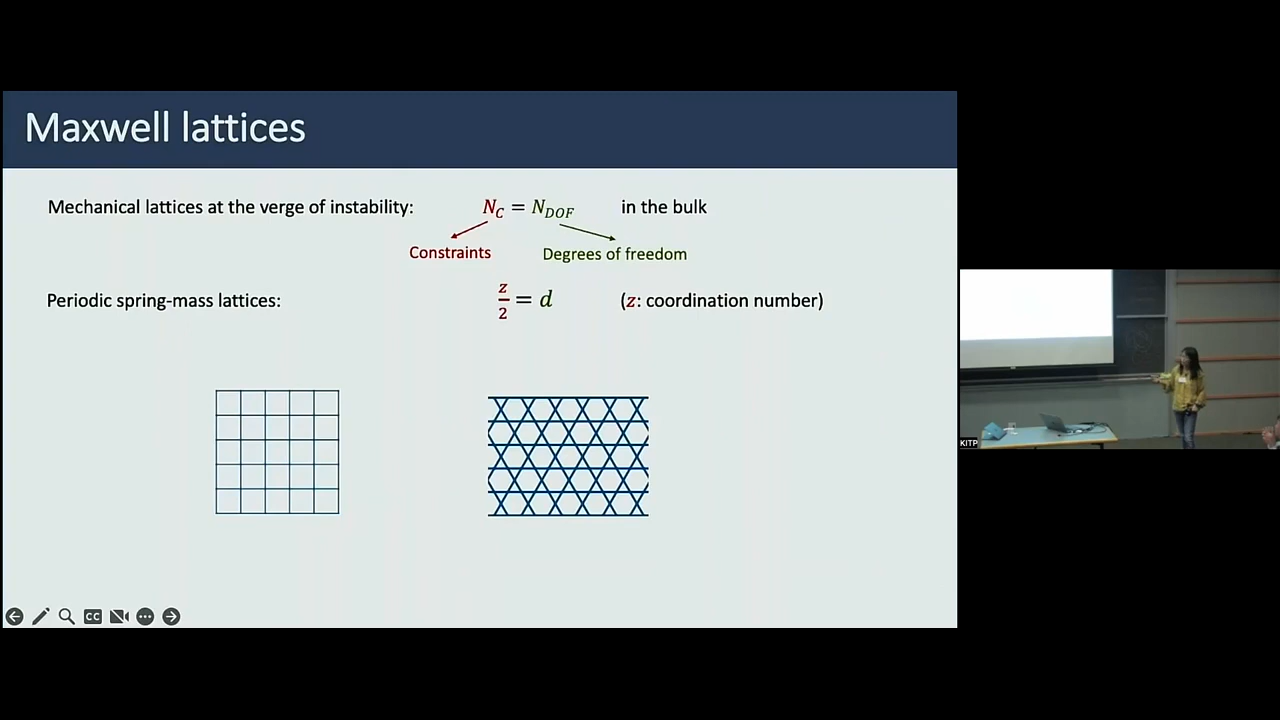 Maxwell lattices
Mechanical lattices at the verge of instability: N_C = N_DOF in the bulk
Constraints Degrees of freedom
Periodic spring-mass lattices: z/2 = d (z: coordination number)
CC
KITP